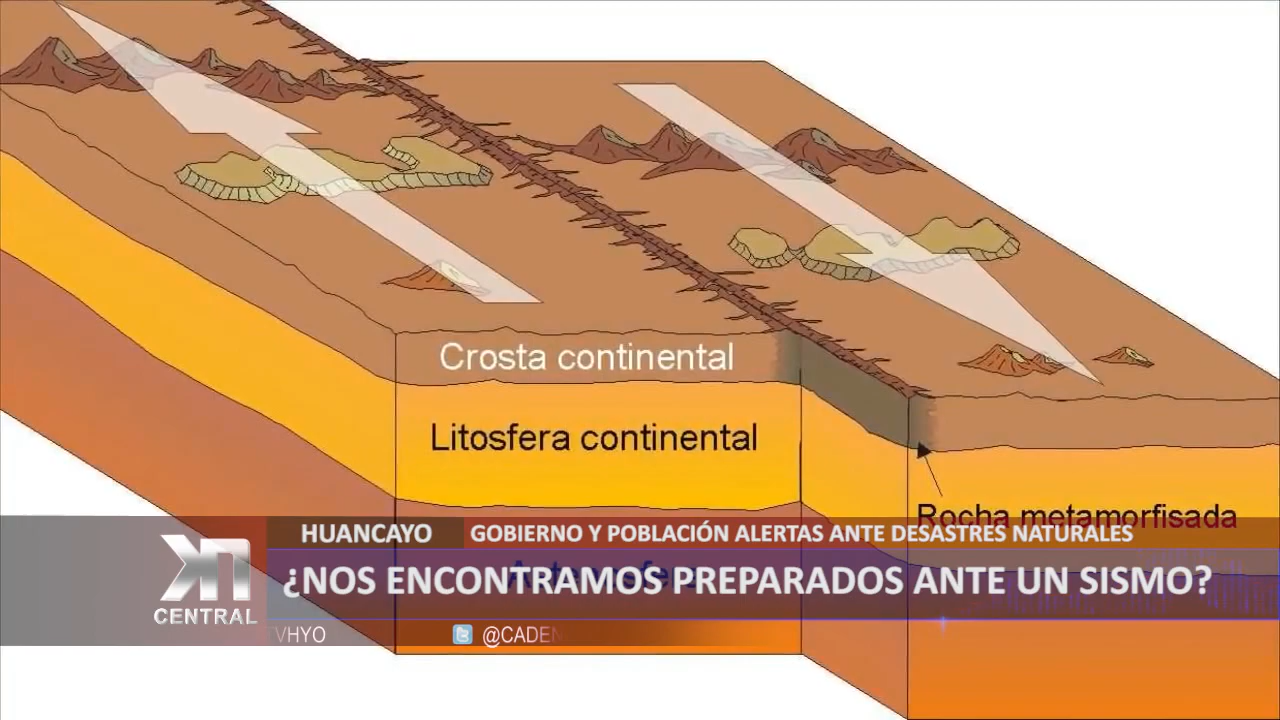 Crosta continental
Litosfera continental
Rocha metamorfisada
HUANCAYO
GOBIERNO Y POBLACIÓN ALERTAS ANTE DESASTRES NATURALES
¿NOS ENCONTRAMOS PREPARADOS ANTE UN SISMO?
CENTRAL